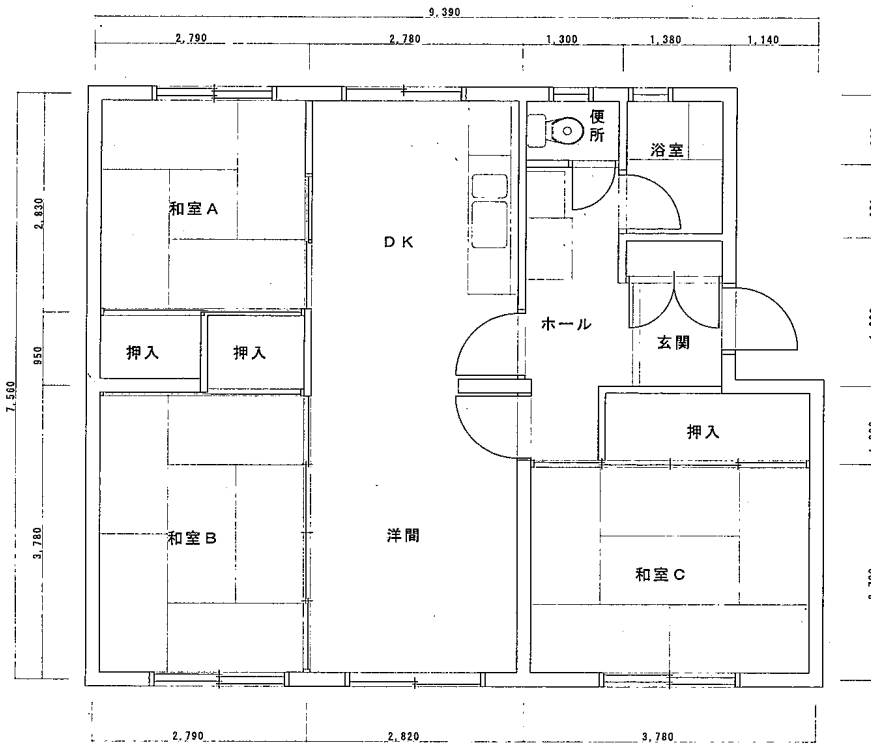 9,390
2,790
2,780
1,300
1,380
1,140
便所
浴室
和室A
DK
2,830
ホール
玄関
押入
押入
950
7,560
押入
和室B
洋間
和室C
3,780
2,790
2,820
3,780